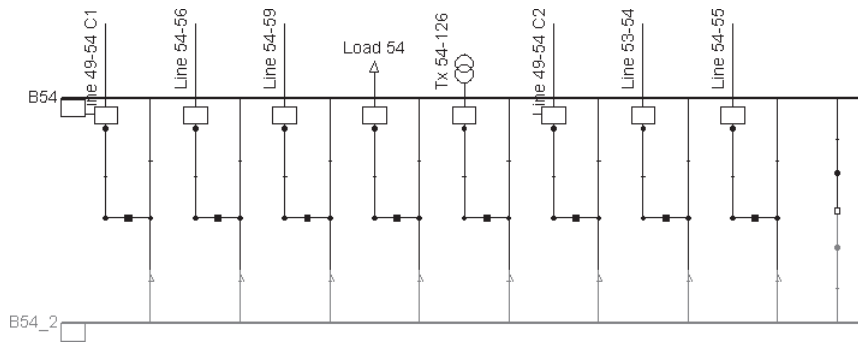 Line 49-54 C1
Line 54-56
Line 54-59
Load 54
Tx 54-126
Line 49-54 C2
Line 53-54
Line 54-55
B54
B54_2